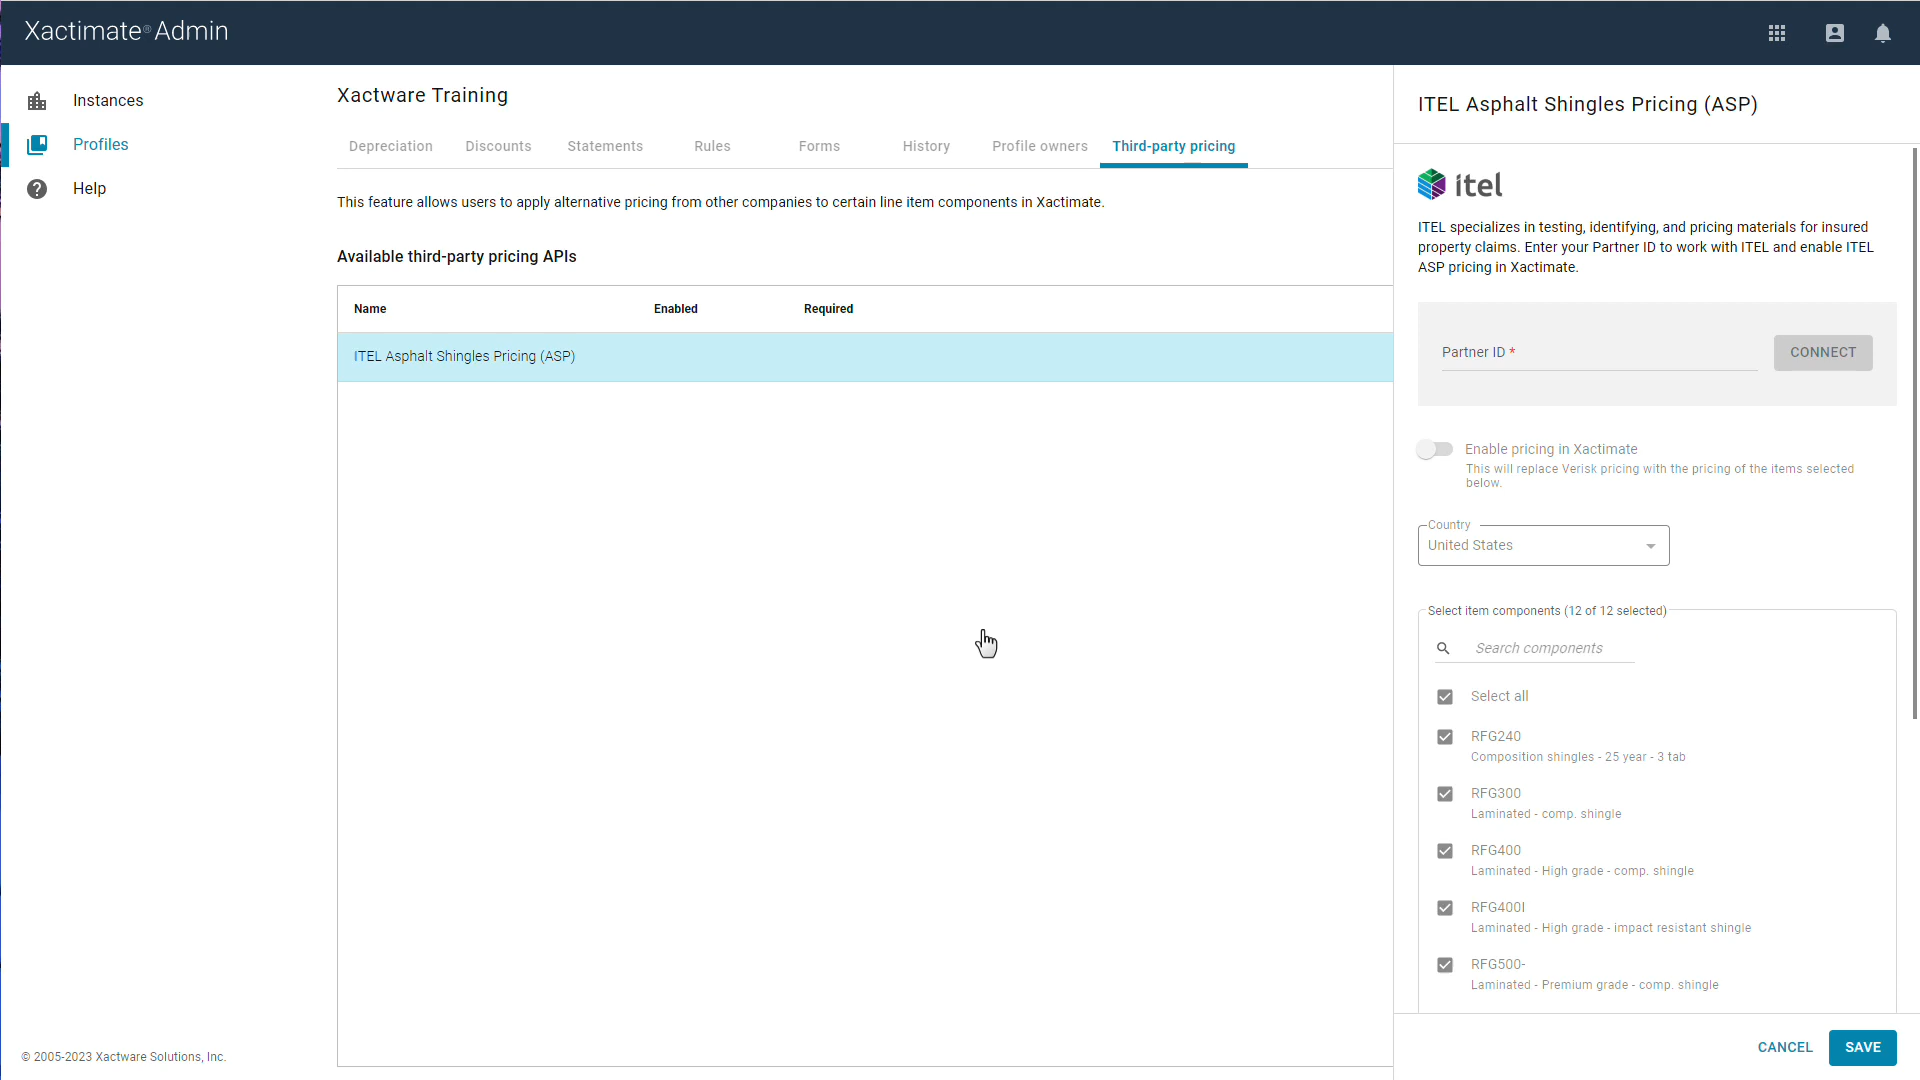 Xactimate® Admin
Instances
Profiles
Help
Xactware Training
Depreciation
Discounts
Statements
Rules
Forms
History
Profile owners
Third-party pricing
This feature allows users to apply alternative pricing from other companies to certain line item components in Xactimate.
Available third-party pricing APIs
Name
Enabled
Required
ITEL Asphalt Shingles Pricing (ASP)
ITEL Asphalt Shingles Pricing (ASP)
itel
ITEL specializes in testing, identifying, and pricing materials for insured
property claims. Enter your Partner ID to work with ITEL and enable ITEL
ASP pricing in Xactimate.
Partner ID *
CONNECT
Enable pricing in Xactimate
This will replace Verisk pricing with the pricing of the items selected
below.
Country
United States
Select item components (12 of 12 selected)
Search components
Select all
RFG240
Composition shingles - 25 year - 3 tab
RFG300
Laminated - comp. shingle
RFG400
Laminated - High grade - comp. shingle
RFG400I
Laminated - High grade - impact resistant shingle
RFG500-
Laminated - Premium grade - comp. shingle
CANCEL
SAVE
© 2005-2023 Xactware Solutions, Inc.